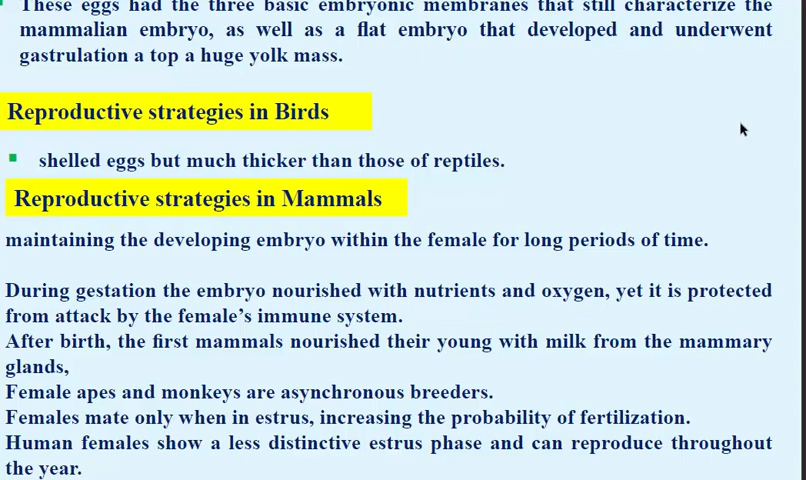 These eggs had the three basic embryonic membranes that still characterize the
mammalian embryo, as well as a flat embryo that developed and underwent
gastrulation a top a huge yolk mass.
Reproductive strategies in Birds
shelled eggs but much thicker than those of reptiles.
Reproductive strategies in Mammals
maintaining the developing embryo within the female for long periods of time.
During gestation the embryo nourished with nutrients and oxygen, yet it is protected
from attack by the female's immune system.
After birth, the first mammals nourished their young with milk from the mammary
glands,
Female apes and monkeys are asynchronous breeders.
Females mate only when in estrus, increasing the probability of fertilization.
Human females show a less distinctive estrus phase and can reproduce throughout
the year.